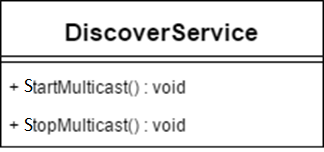 DiscoverService
+ StartMulticast() : void
+ StopMulticast() : void